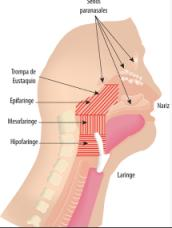 Senos
paranasales
Trompa de
Eustaquio
Epifaringe
Nariz
Mesofaringe
Hipofaringe
Laringe